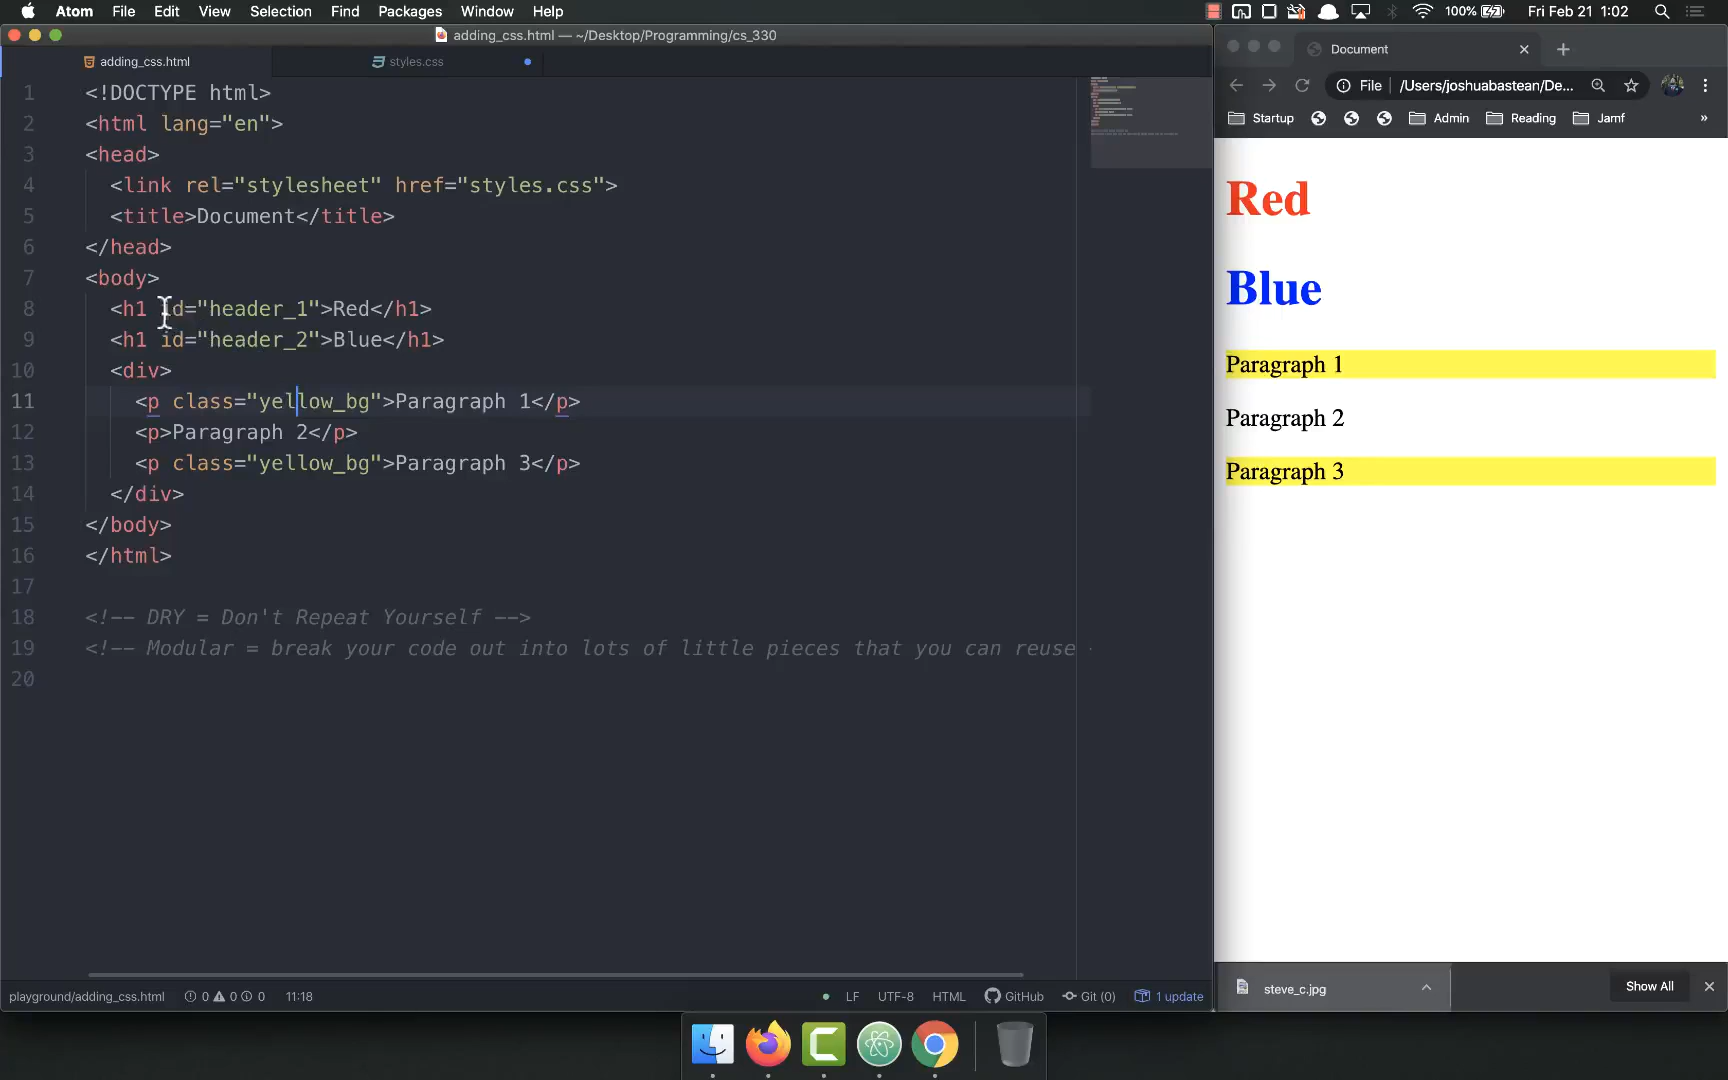 Atom File Edit View Selection Find Packages Window Help 100% Fri Feb 21 1:02
adding_css.html — ~/Desktop/Programming/cs_330
adding_css.html styles.css
1 <!DOCTYPE html>
2 <html lang="en">
3 <head>
4 <link rel="stylesheet" href="styles.css">
5 <title>Document</title>
6 </head>
7 <body>
8 <h1 id="header_1">Red</h1>
9 <h1 id="header_2">Blue</h1>
10 <div>
11 <p class="yellow_bg">Paragraph 1</p>
12 <p>Paragraph 2</p>
13 <p class="yellow_bg">Paragraph 3</p>
14 </div>
15 </body>
16 </html>
17
18 <!-- DRY = Don't Repeat Yourself -->
19 <!-- Modular = break your code out into lots of little pieces that you can reuse
20
playground/adding_css.html 0 0 0 11:18 LF UTF-8 HTML GitHub Git (0) 1 update
Document
File /Users/joshuabastean/De...
Startup Admin Reading Jamf »
Red
Blue
Paragraph 1
Paragraph 2
Paragraph 3
steve_c.jpg Show All